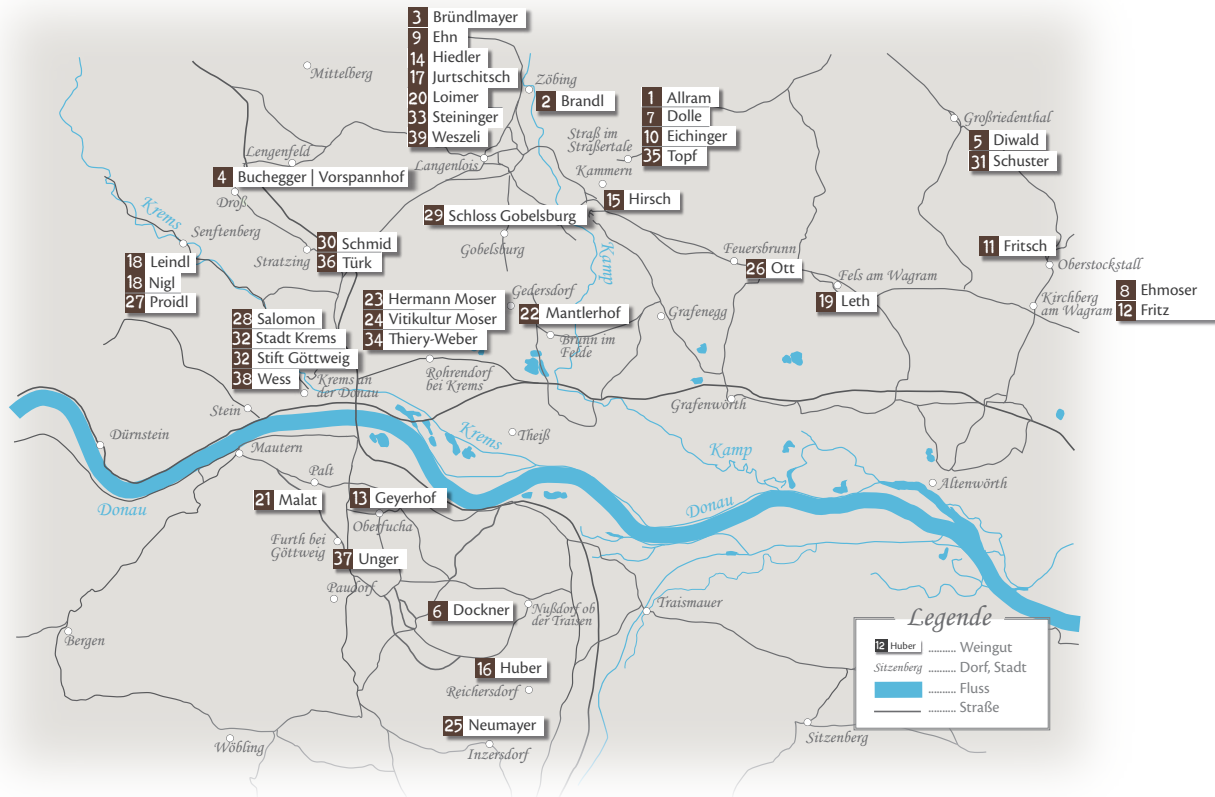 3 Bründlmayer
9 Ehn
14 Hiedler
17 Jurtschitsch
20 Loimer
33 Steininger
39 Weszeli
Mittelberg
Zöbing
2 Brandl
1 Allram
7 Dolle
10 Eichinger
35 Topf
Straß im
Straßertale
Kammern
Großriedenthal
5 Diwald
31 Schuster
Lengenfeld
Langenlois
4 Buchegger | Vorspannhof
Droß
Krems
Senftenberg
15 Hirsch
29 Schloss Gobelsburg
Gobelsburg
Kamp
30 Schmid
36 Türk
Stratzing
18 Leindl
18 Nigl
27 Proidl
Feuersbrunn
26 Ott
Fels am Wagram
19 Leth
11 Fritsch
Oberstockstall
Kirchberg
am Wagram
8 Ehmoser
12 Fritz
23 Hermann Moser
24 Vitikultur Moser
34 Thiery-Weber
Gedersdorf
22 Mantlerhof
Brunn im
Felde
Grafenegg
28 Salomon
32 Stadt Krems
32 Stift Göttweig
38 Wess
Krems an
der Donau
Rohrendorf
bei Krems
Grafenwörth
Stein
Dürnstein
Mautern
Krems
Theiß
Kamp
Donau
Donau
Altenwörth
Palt
21 Malat
13 Geyerhof
Oberfucha
Furth bei
Göttweig
37 Unger
Paudorf
6 Dockner
Nußdorf ob
der Traisen
Traismauer
Bergen
16 Huber
Reichersdorf
25 Neumayer
Inzersdorf
Wöbling
Sitzenberg
Legende
12 Huber .......... Weingut
Sitzenberg .......... Dorf, Stadt
.......... Fluss
.......... Straße